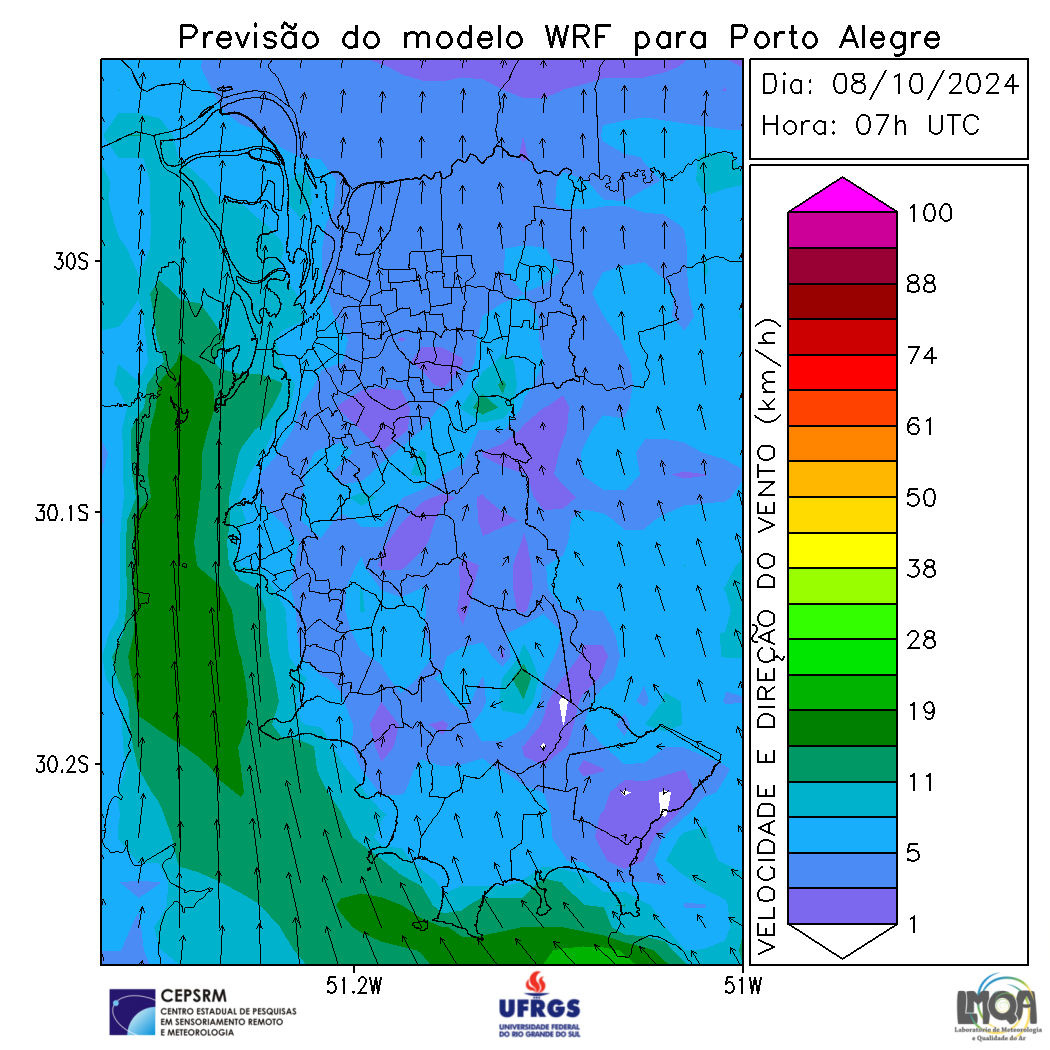 Previsão do modelo WRF para Porto Alegre
Dia: 08/10/2024
Hora: 07h UTC
100
88
74
61
50
38
28
19
11
5
1
VELOCIDADE E DIREÇÃO DO VENTO (km/h)
30S
30.1S
30.2S
51.2W
51W
CEPSRM
CENTRO ESTADUAL DE PESQUISAS
EM SENSORIAMENTO REMOTO
E METEOROLOGIA
UFRGS
UNIVERSIDADE FEDERAL
DO RIO GRANDE DO SUL
LMQA
Laboratório de Meteorologia
e Qualidade do Ar